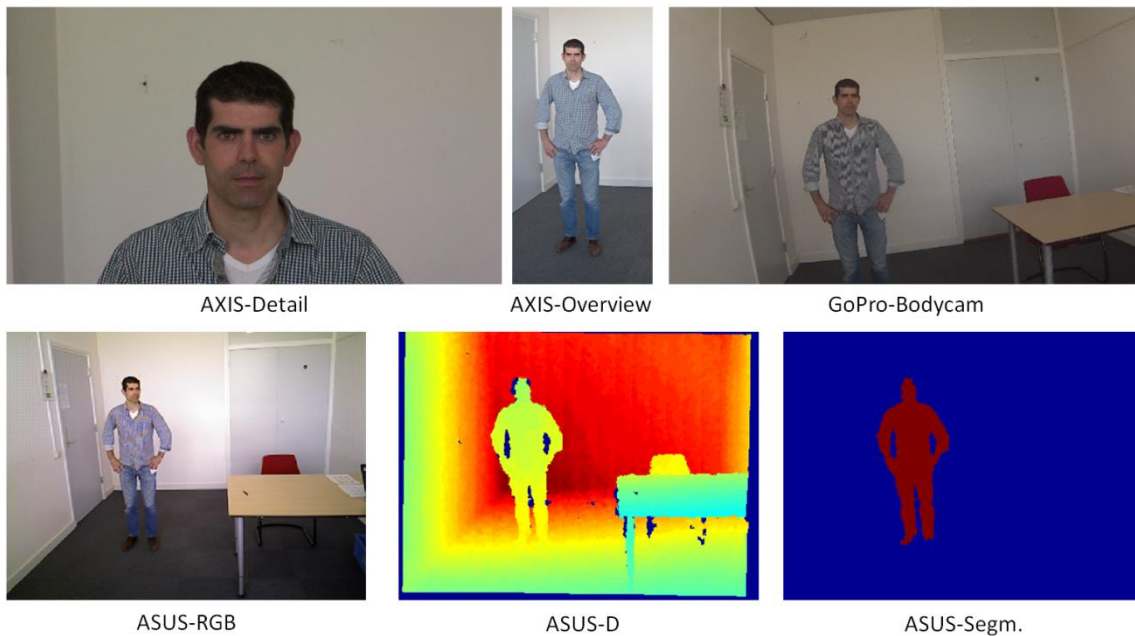 AXIS-Detail
AXIS-Overview
GoPro-Bodycam
ASUS-RGB
ASUS-D
ASUS-Segm.